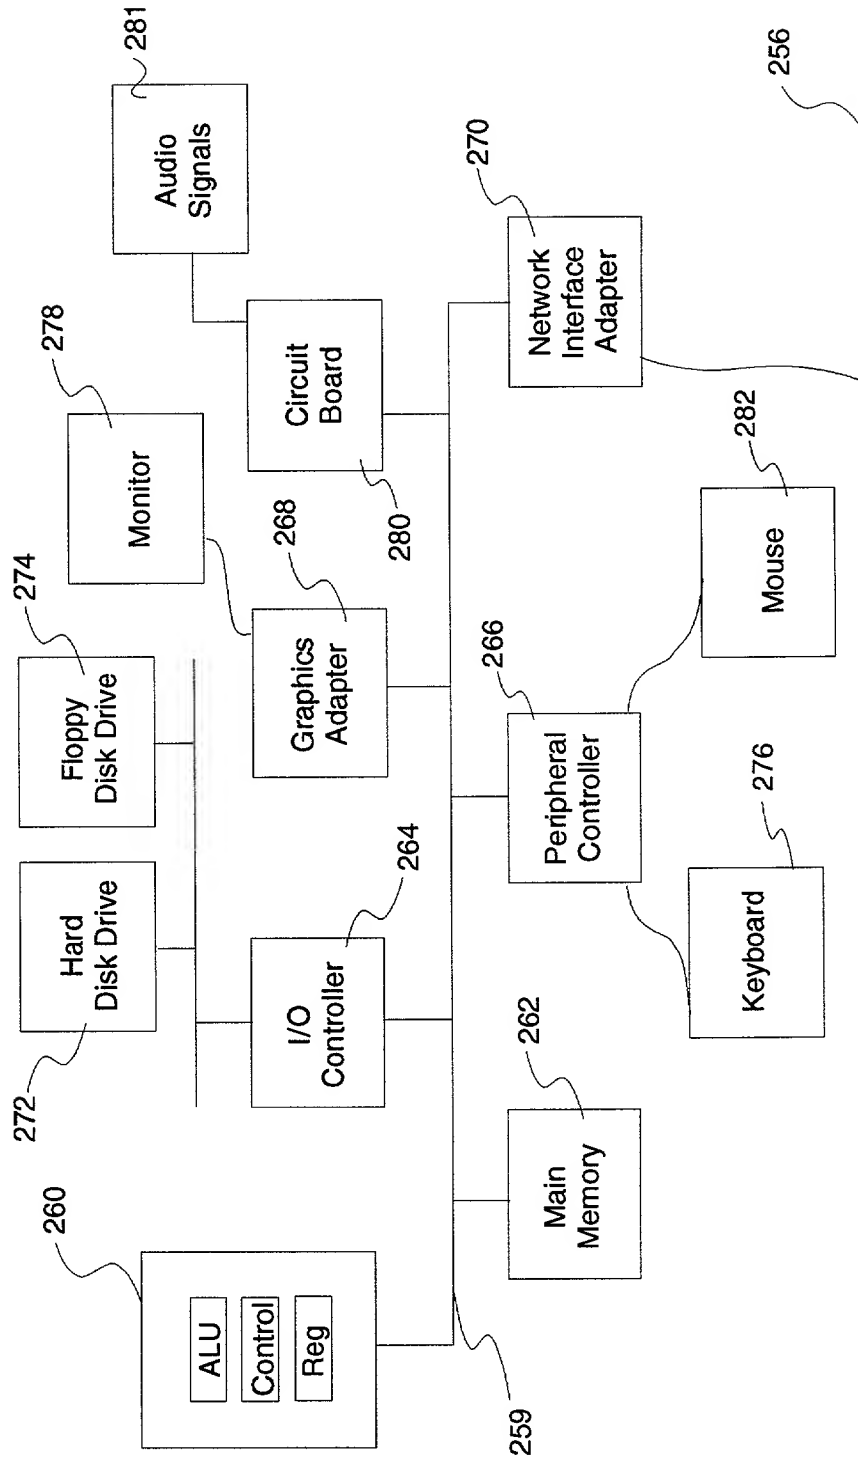 260
ALU
Control
Reg
259
272
Hard
Disk Drive
Floppy
Disk Drive
274
I/O
Controller
264
Monitor
278
Graphics
Adapter
268
Audio
Signals
281
Circuit
Board
280
Main
Memory
262
Peripheral
Controller
266
Keyboard
276
Mouse
282
Network
Interface
Adapter
270
256